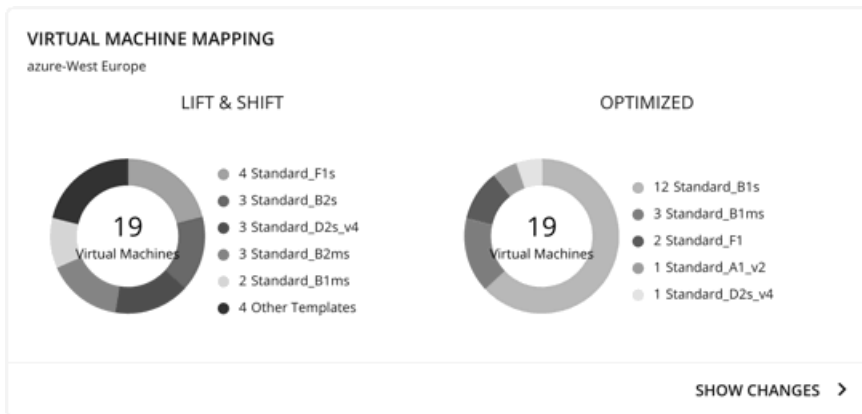 VIRTUAL MACHINE MAPPING
azure-West Europe
LIFT & SHIFT
19
Virtual Machines
4 Standard_F1s
3 Standard_B2s
3 Standard_D2s_v4
3 Standard_B2ms
2 Standard_B1ms
4 Other Templates
OPTIMIZED
19
Virtual Machines
12 Standard_B1s
3 Standard_B1ms
2 Standard_F1
1 Standard_A1_v2
1 Standard_D2s_v4
SHOW CHANGES